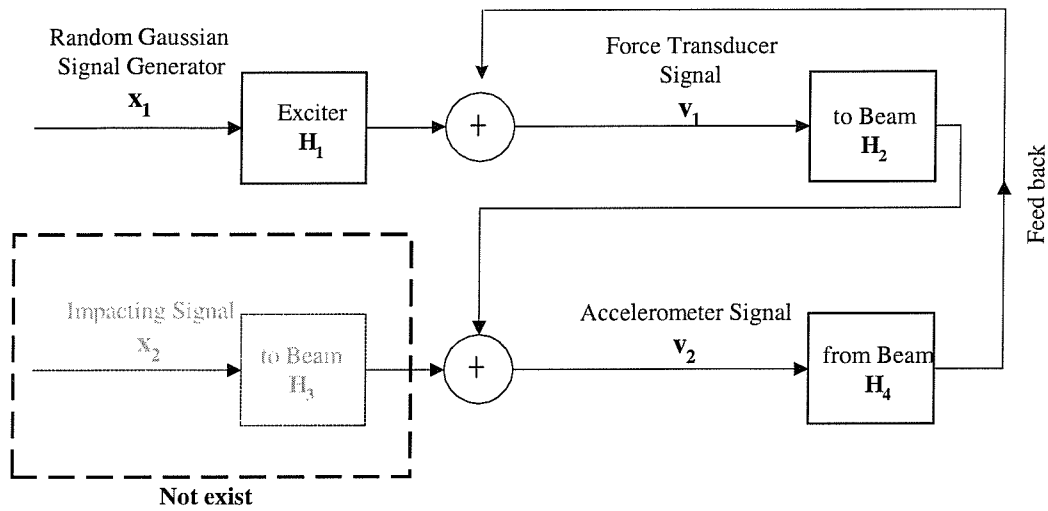 Random Gaussian
Signal Generator
x1
Exciter
H1
+
Force Transducer
Signal
v1
to Beam
H2
Feed back
Impacting Signal
x2
to Beam
H3
+
Accelerometer Signal
v2
from Beam
H4
Not exist